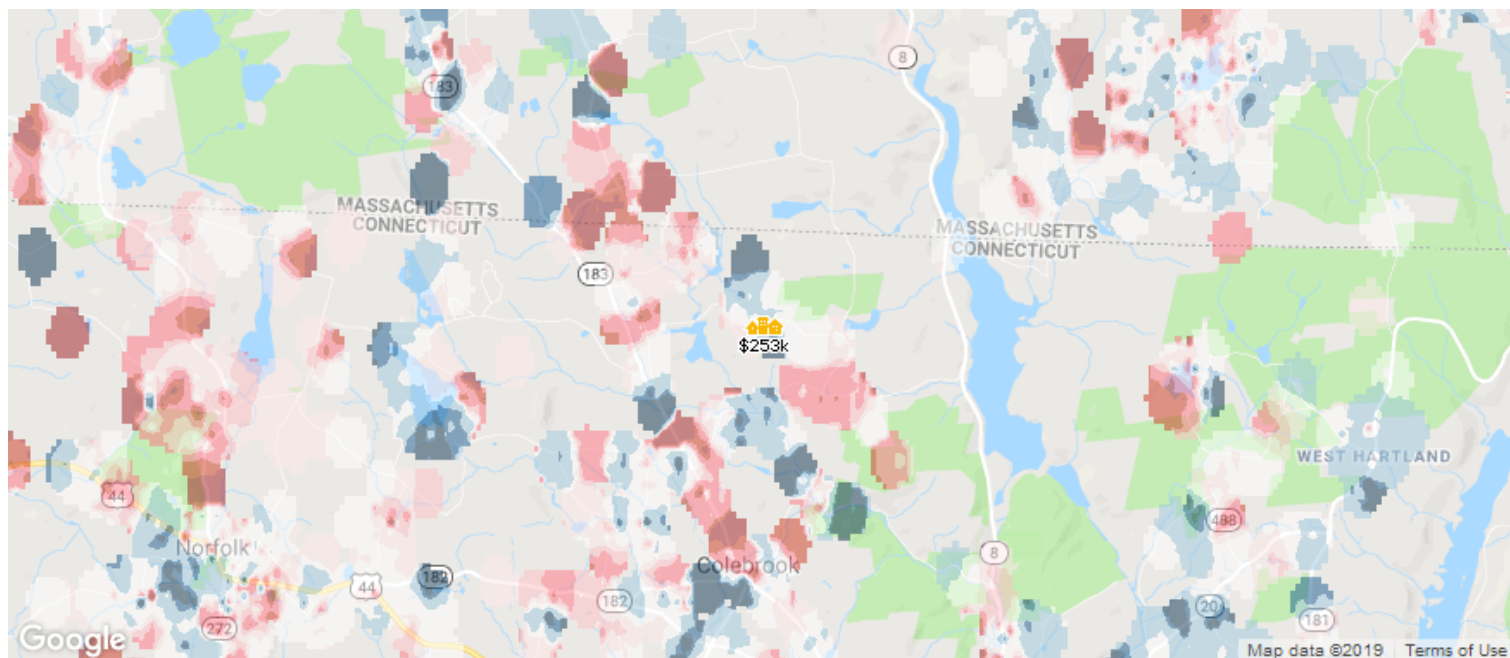 8
183
MASSACHUSETTS
CONNECTICUT
MASSACHUSETTS
CONNECTICUT
183
$253k
WEST HARTLAND
44
488
Norfolk
8
Colebrook
182
44
182
20
181
272
Google
Map data ©2019
Terms of Use